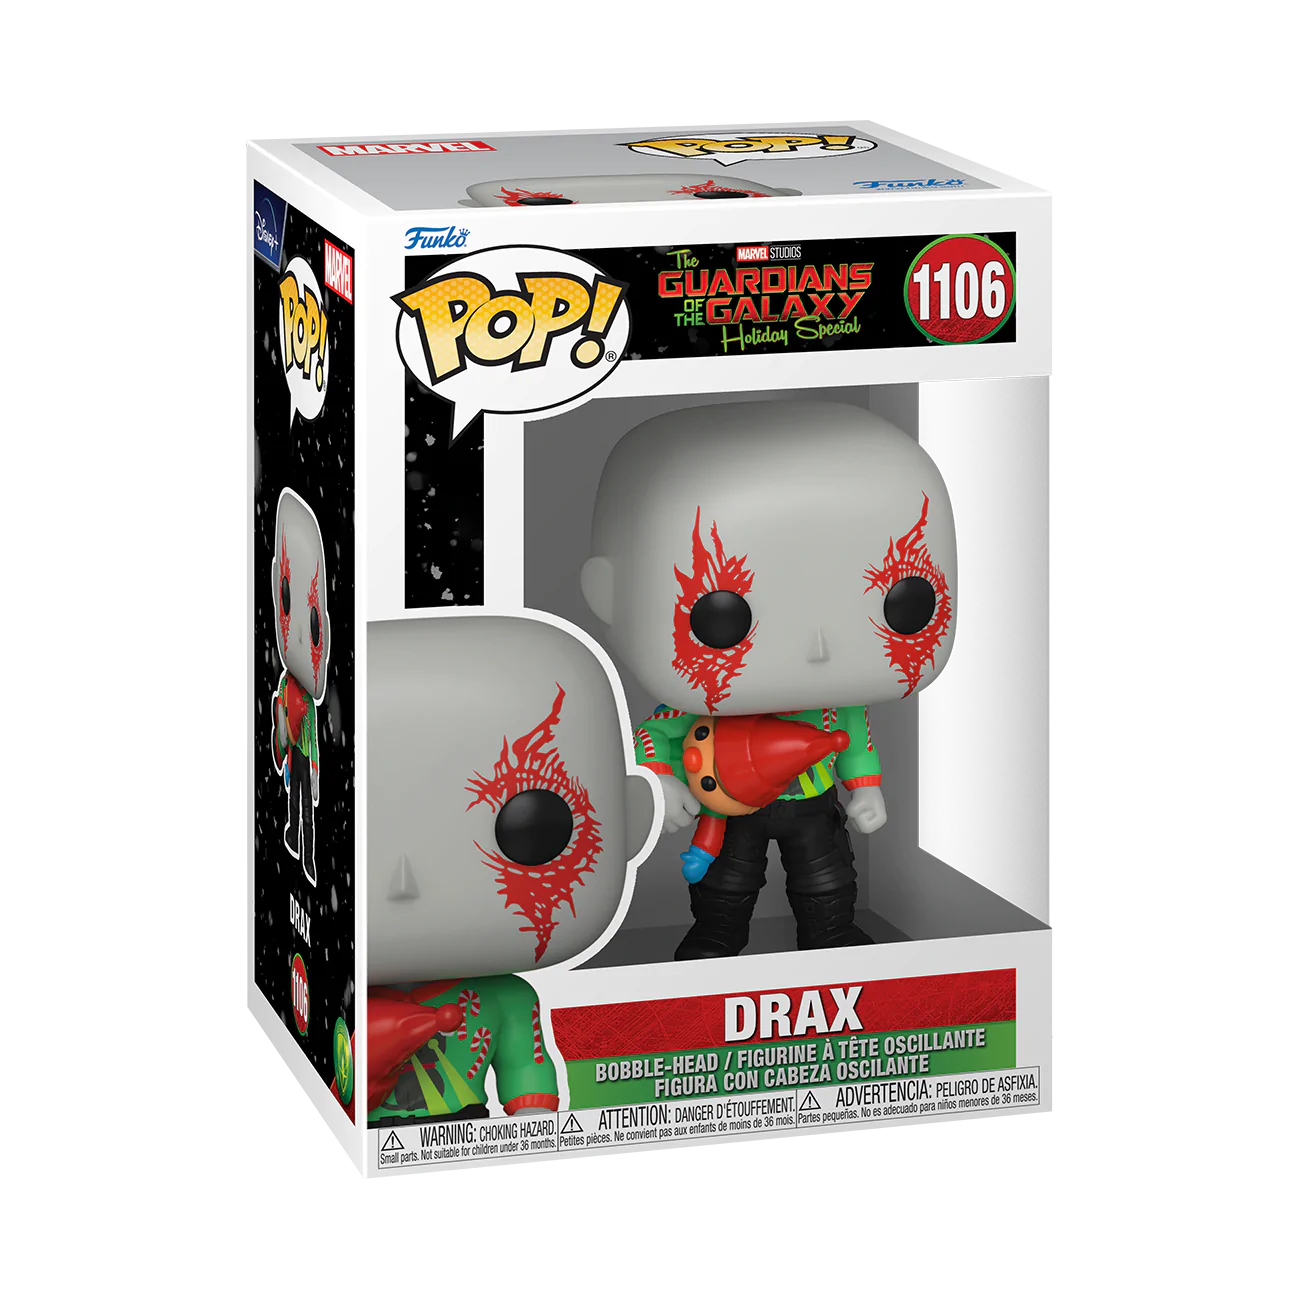 MARVEL
POP!
Funko
Disney+
MARVEL
POP!
DRAX
1106
Funko
POP!®
MARVEL STUDIOS
The
GUARDIANS
OF THE GALAXY
Holiday Special
1106
DRAX
BOBBLE-HEAD / FIGURINE À TÊTE OSCILLANTE
FIGURA CON CABEZA OSCILANTE
WARNING: CHOKING HAZARD.
Small parts. Not suitable for children under 36 months.
ATTENTION: DANGER D'ÉTOUFFEMENT.
Petites pièces. Ne convient pas aux enfants de moins de 36 mois.
ADVERTENCIA: PELIGRO DE ASFIXIA.
Partes pequeñas. No es adecuado para niños menores de 36 meses.